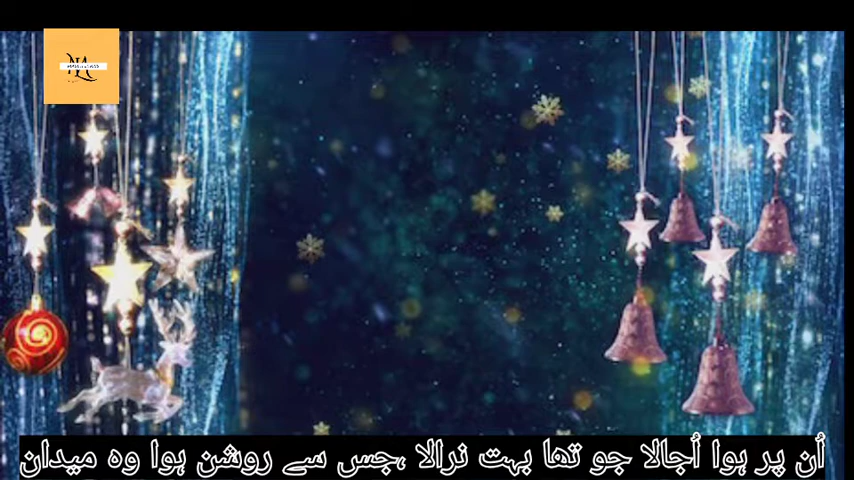 اُن پر ہوا اُجالا جو تھا بہت نرالا ،جس سے روشن ہوا وہ میدان